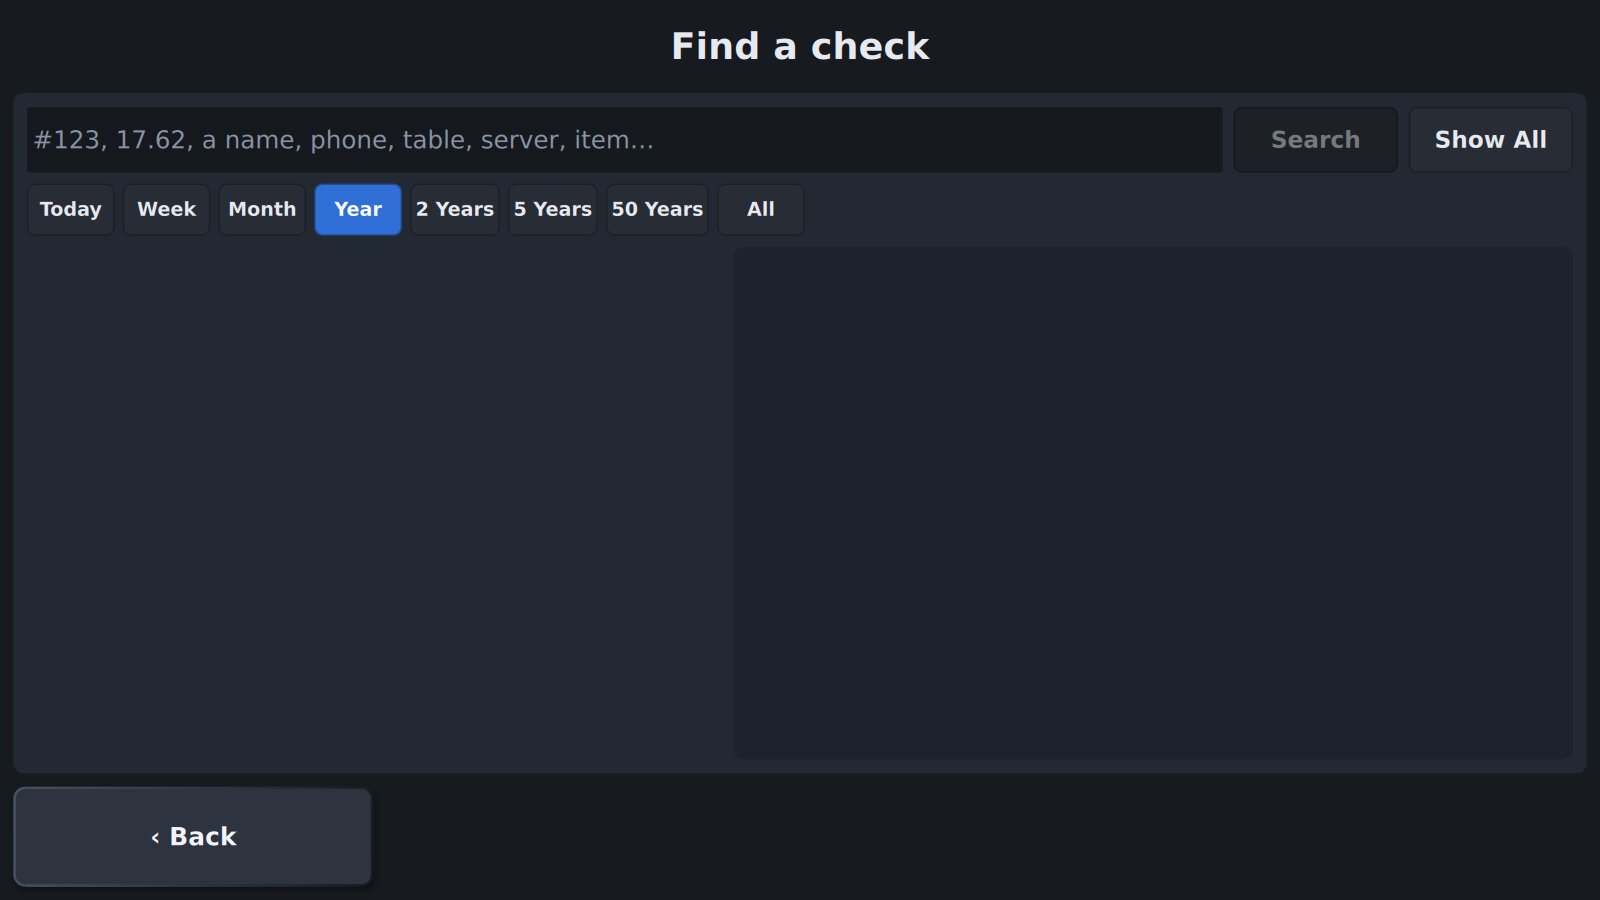 Find a check
#123, 17.62, a name, phone, table, server, item...
Search
Show All
Today
Week
Month
Year
2 Years
5 Years
50 Years
All
‹ Back